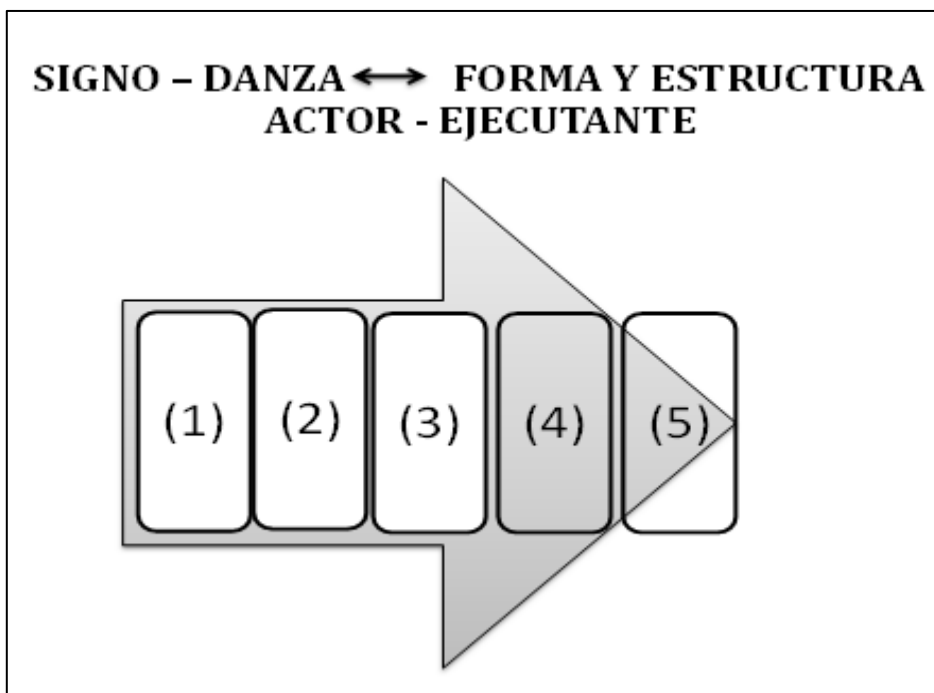 SIGNO – DANZA ⟷ FORMA Y ESTRUCTURA
ACTOR - EJECUTANTE
(1) (2) (3) (4) (5)